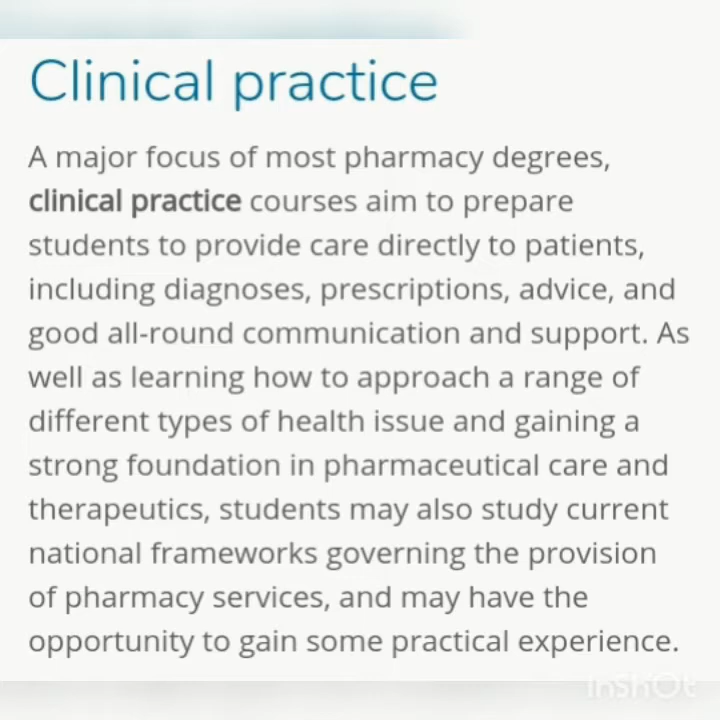 Clinical practice
A major focus of most pharmacy degrees,
clinical practice courses aim to prepare
students to provide care directly to patients,
including diagnoses, prescriptions, advice, and
good all-round communication and support. As
well as learning how to approach a range of
different types of health issue and gaining a
strong foundation in pharmaceutical care and
therapeutics, students may also study current
national frameworks governing the provision
of pharmacy services, and may have the
opportunity to gain some practical experience.
InShOt